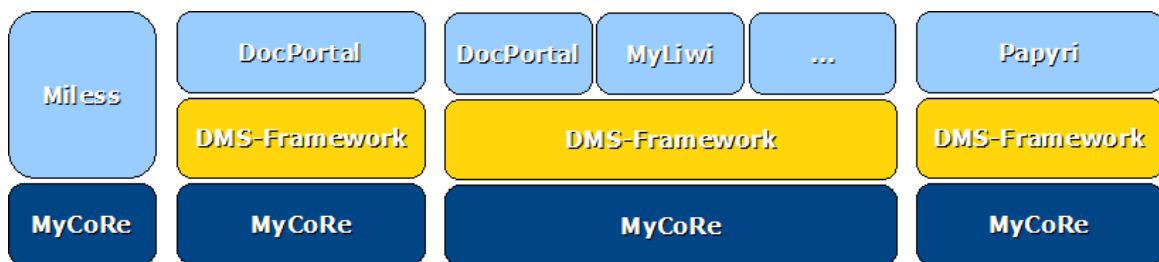 Miless
MyCoRe
DocPortal
DMS-Framework
MyCoRe
DocPortal MyLiwi ...
DMS-Framework
MyCoRe
Papyri
DMS-Framework
MyCoRe